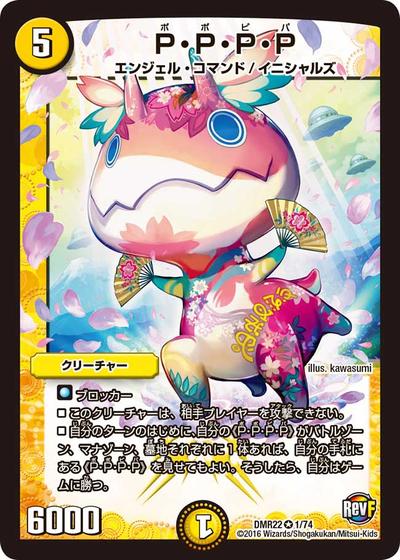 5
ポ ポ ピ パ
P・P・P・P
エンジェル・コマンド / イニシャルズ
illus. kawasumi
クリーチャー
ブロッカー
■ このクリーチャーは、相手プレイヤーを攻撃できない。
■ 自分のターンのはじめに、自分の《P・P・P・P》がバトルゾーン、マナゾーン、墓地それぞれに1体あれば、自分の手札にある《P・P・P・P》を見せてもよい。そうしたら、自分はゲームに勝つ。
6000
1
DMR22 ✪ 1/74
©2016 Wizards/Shogakukan/Mitsui-Kids
RevF